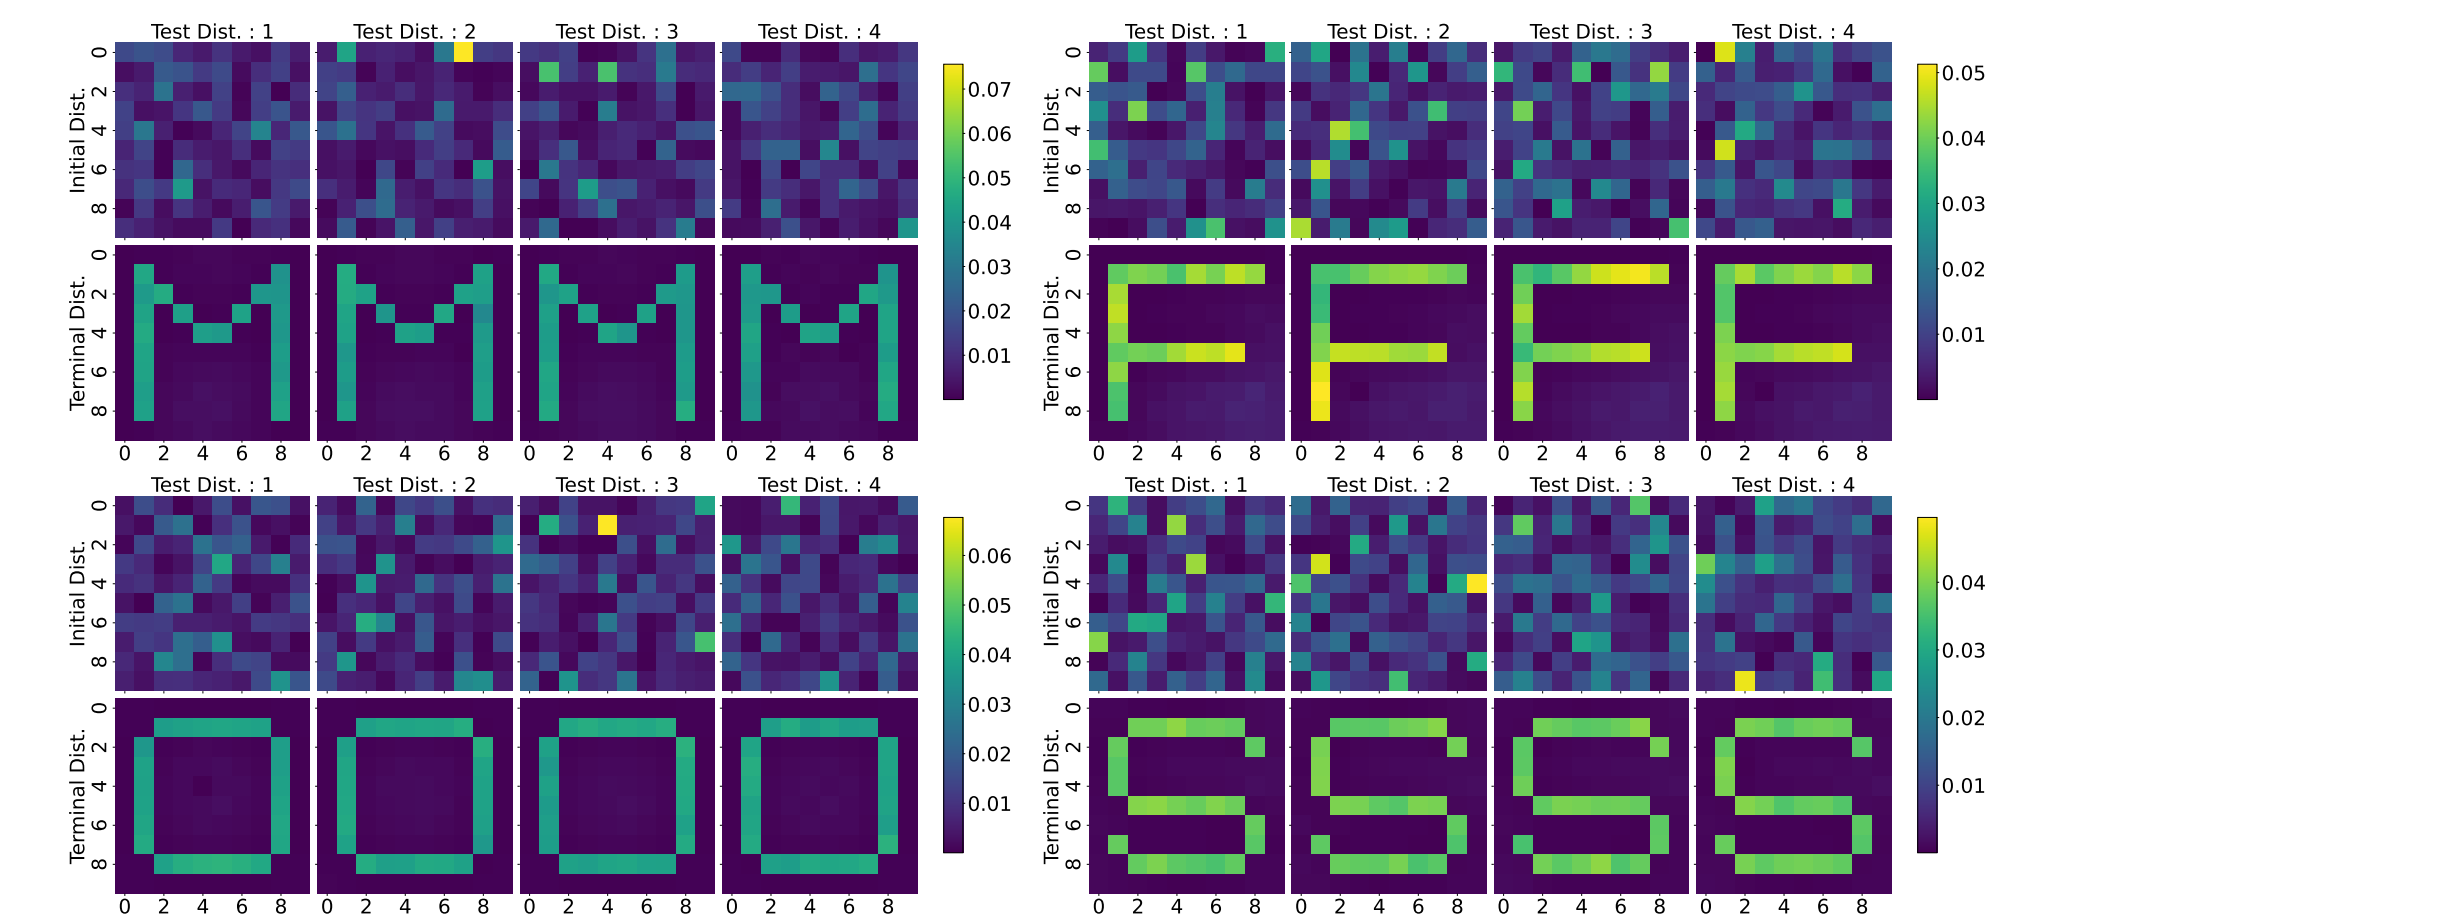 Test Dist. : 1 Test Dist. : 2 Test Dist. : 3 Test Dist. : 4
Initial Dist.
0 2 4 6 8
Terminal Dist.
0 2 4 6 8
0 2 4 6 8 0 2 4 6 8 0 2 4 6 8 0 2 4 6 8
0.07
0.06
0.05
0.04
0.03
0.02
0.01
Test Dist. : 1 Test Dist. : 2 Test Dist. : 3 Test Dist. : 4
Initial Dist.
0 2 4 6 8
Terminal Dist.
0 2 4 6 8
0 2 4 6 8 0 2 4 6 8 0 2 4 6 8 0 2 4 6 8
0.05
0.04
0.03
0.02
0.01
Test Dist. : 1 Test Dist. : 2 Test Dist. : 3 Test Dist. : 4
Initial Dist.
0 2 4 6 8
Terminal Dist.
0 2 4 6 8
0 2 4 6 8 0 2 4 6 8 0 2 4 6 8 0 2 4 6 8
0.06
0.05
0.04
0.03
0.02
0.01
Test Dist. : 1 Test Dist. : 2 Test Dist. : 3 Test Dist. : 4
Initial Dist.
0 2 4 6 8
Terminal Dist.
0 2 4 6 8
0 2 4 6 8 0 2 4 6 8 0 2 4 6 8 0 2 4 6 8
0.04
0.03
0.02
0.01